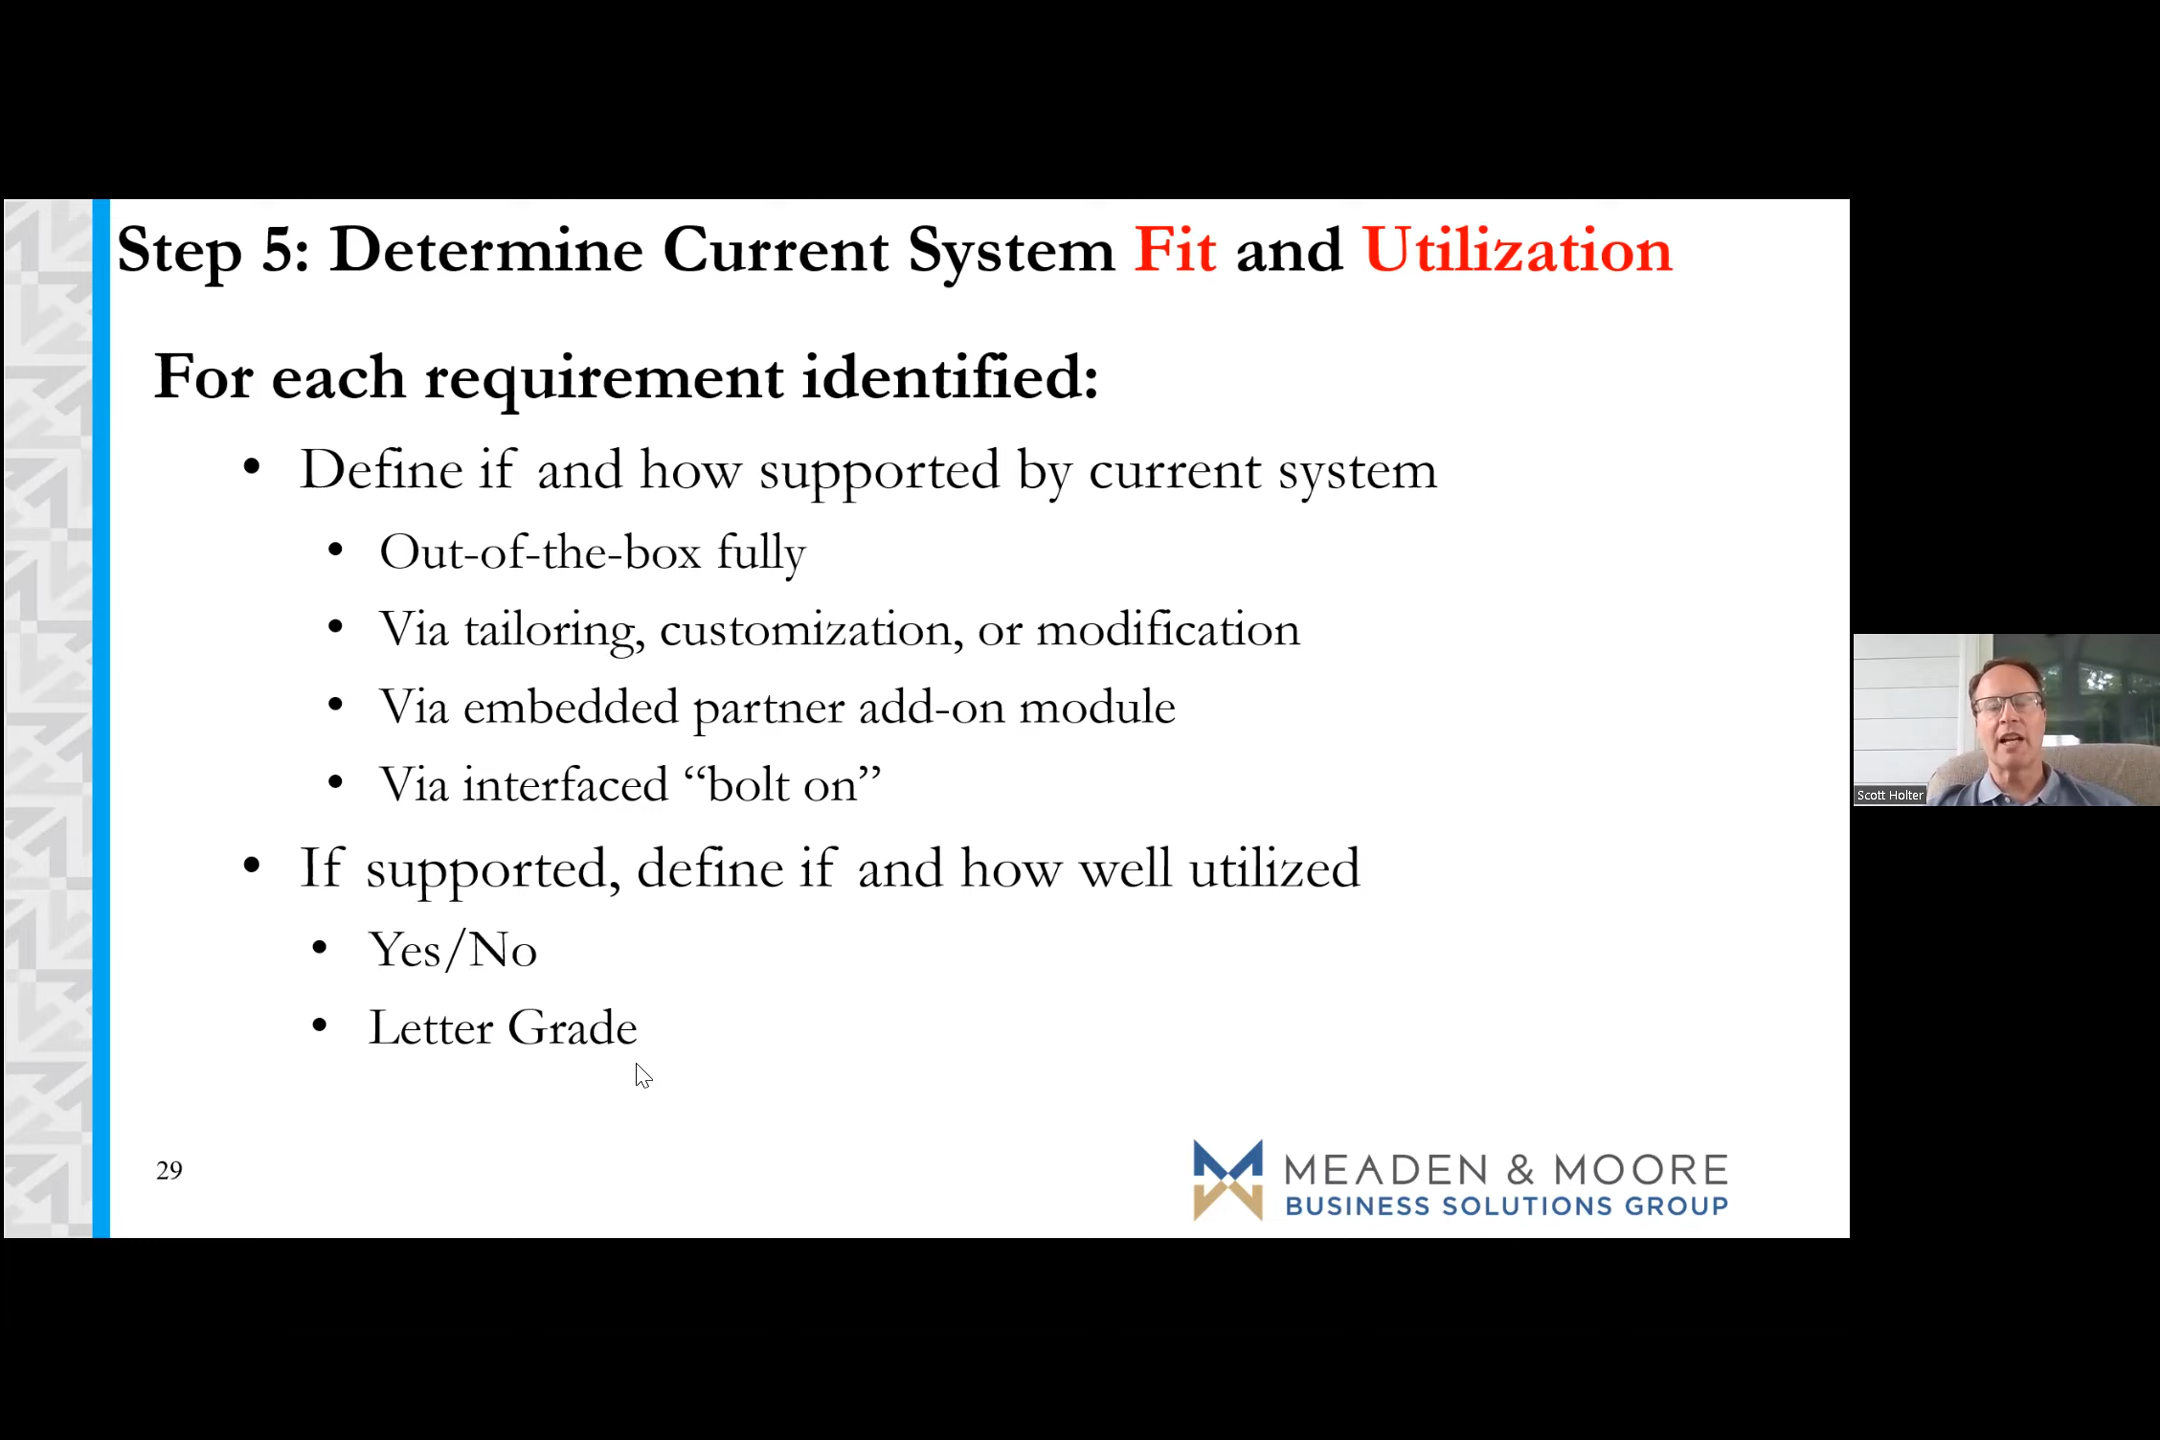 Step 5: Determine Current System Fit and Utilization
For each requirement identified:
• Define if and how supported by current system
• Out-of-the-box fully
• Via tailoring, customization, or modification
• Via embedded partner add-on module
• Via interfaced “bolt on”
• If supported, define if and how well utilized
• Yes/No
• Letter Grade
29
MEADEN & MOORE
BUSINESS SOLUTIONS GROUP
Scott Holter